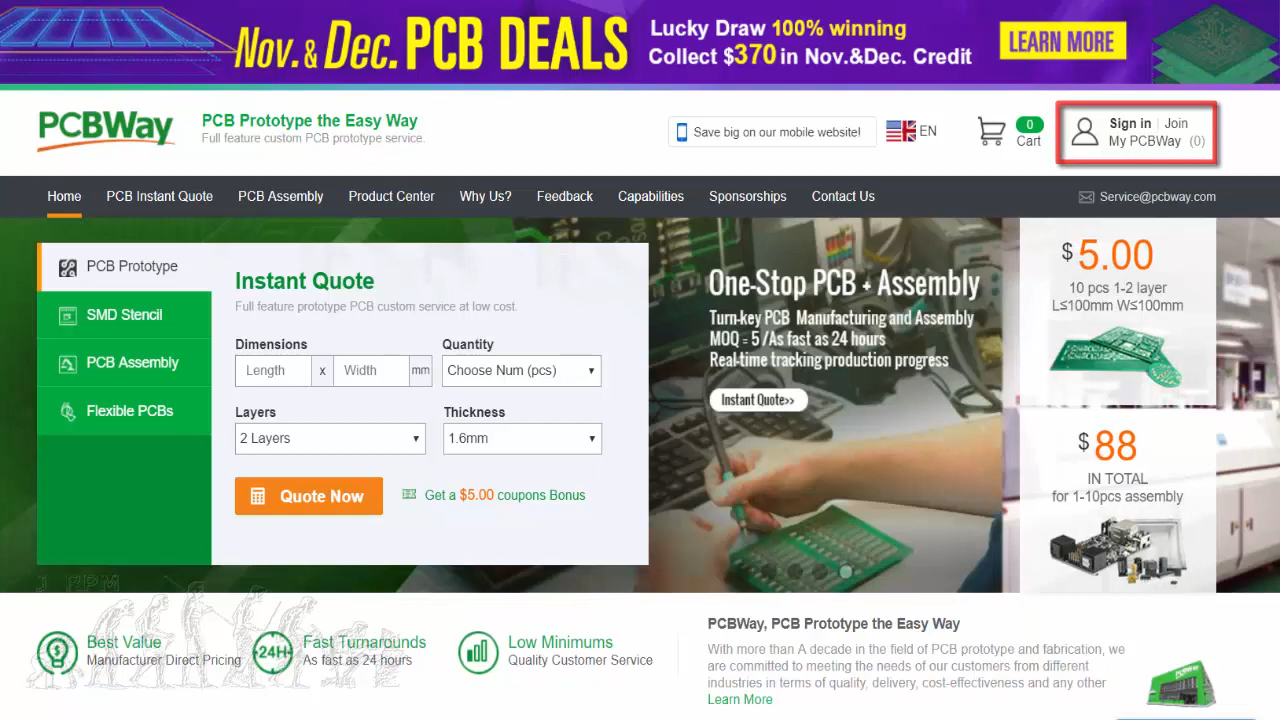 Nov. & Dec. PCB DEALS
Lucky Draw 100% winning
Collect $370 in Nov.&Dec. Credit
LEARN MORE
PCBWay
PCB Prototype the Easy Way
Full feature custom PCB prototype service.
Save big on our mobile website!
EN
0
Cart
Sign in | Join
My PCBWay (0)
Home PCB Instant Quote PCB Assembly Product Center Why Us? Feedback Capabilities Sponsorships Contact Us Service@pcbway.com
PCB Prototype
SMD Stencil
PCB Assembly
Flexible PCBs
Instant Quote
Full feature prototype PCB custom service at low cost.
Dimensions Quantity
Length x Width mm Choose Num (pcs)
Layers Thickness
2 Layers 1.6mm
Quote Now Get a $5.00 coupons Bonus
One-Stop PCB + Assembly
Turn-key PCB Manufacturing and Assembly
MOQ = 5 /As fast as 24 hours
Real-time tracking production progress
Instant Quote>>
$ 5.00
10 pcs 1-2 layer
L≤100mm W≤100mm
$ 88
IN TOTAL
for 1-10pcs assembly
Best Value
Manufacturer Direct Pricing
24H
Fast Turnarounds
As fast as 24 hours
Low Minimums
Quality Customer Service
PCBWay, PCB Prototype the Easy Way
With more than A decade in the field of PCB prototype and fabrication, we
are committed to meeting the needs of our customers from different
industries in terms of quality, delivery, cost-effectiveness and any other
Learn More